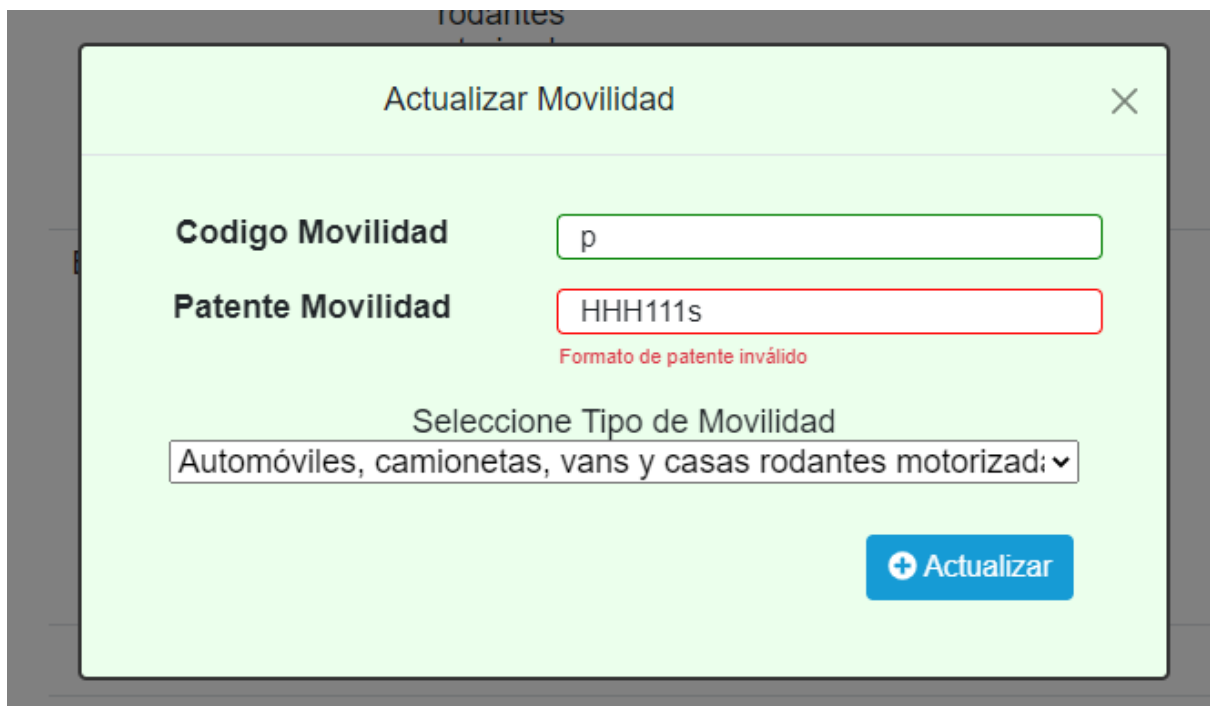 rodantes
Actualizar Movilidad
Codigo Movilidad
p
Patente Movilidad
HHH111s
Formato de patente inválido
Seleccione Tipo de Movilidad
Automóviles, camionetas, vans y casas rodantes motorizada
Actualizar